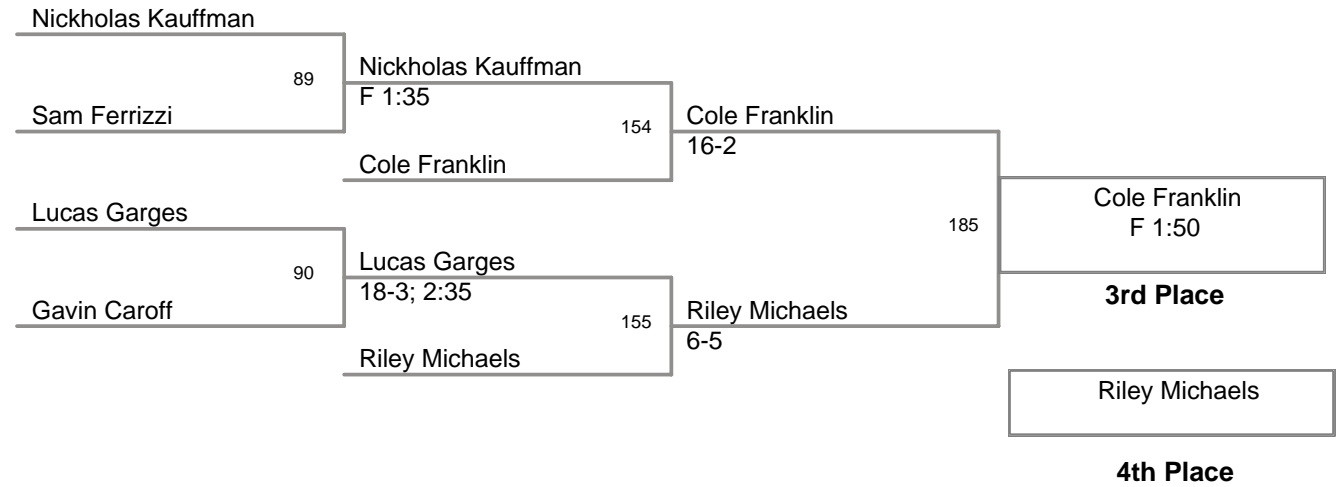 Nickholas Kauffman
89
Sam Ferrizzi
Nickholas Kauffman
F 1:35
154
Cole Franklin
Cole Franklin
16-2
Lucas Garges
90
Gavin Caroff
Lucas Garges
18-3; 2:35
155
Riley Michaels
Riley Michaels
6-5
185
Cole Franklin
F 1:50
3rd Place
Riley Michaels
4th Place